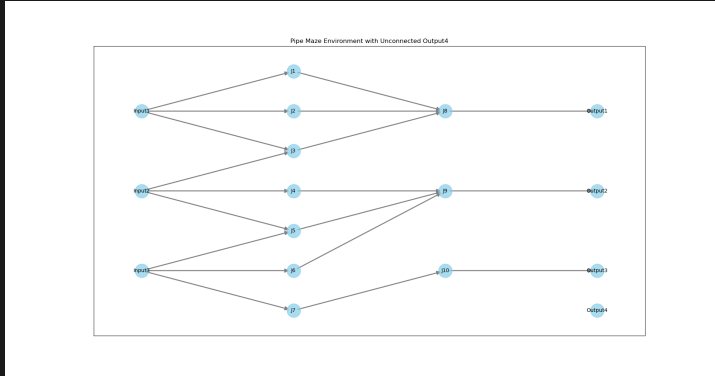 Pipe Maze Environment with Unconnected Output4
J1
Input1 J2 J8 Output1
J3
Input2 J4 J9 Output2
J5
Input3 J6 J10 Output3
J7 Output4